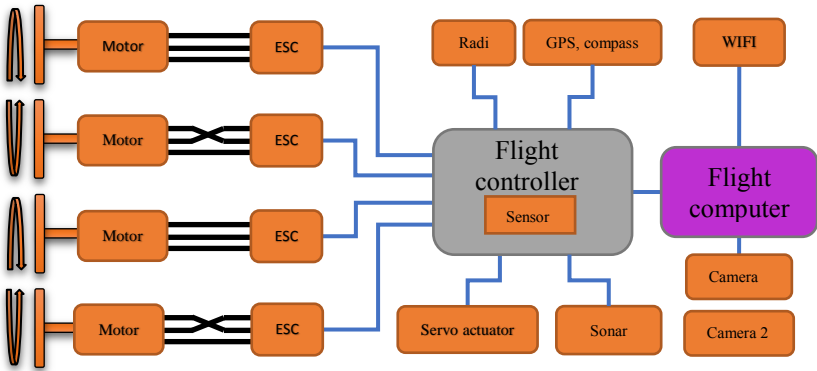 Motor
ESC
Radi
GPS, compass
WIFI
Motor
ESC
Flight
controller
Sensor
Flight
computer
Motor
ESC
Camera
Motor
ESC
Servo actuator
Sonar
Camera 2